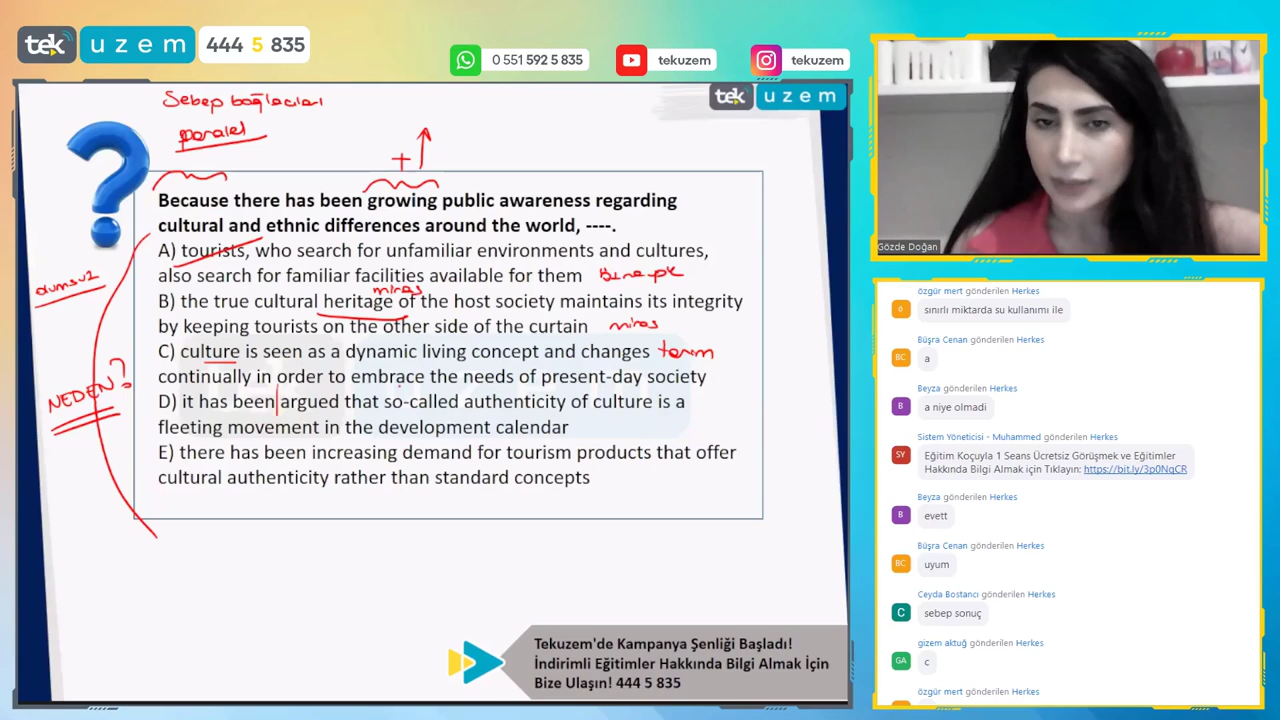 tek
uzem
444 5 835
0 551 592 5 835
tekuzem
tekuzem
tek uzem
Sebep bağlaçları
paralel
+
Because there has been growing public awareness regarding
cultural and ethnic differences around the world, ----.
A) tourists, who search for unfamiliar environments and cultures,
also search for familiar facilities available for them
miras
B) the true cultural heritage of the host society maintains its integrity
by keeping tourists on the other side of the curtain
miras
C) culture is seen as a dynamic living concept and changes
continually in order to embrace the needs of present-day society
D) it has been argued that so-called authenticity of culture is a
fleeting movement in the development calendar
E) there has been increasing demand for tourism products that offer
cultural authenticity rather than standard concepts
NEDEN?
Tekuzem'de Kampanya Şenliği Başladı!
İndirimli Eğitimler Hakkında Bilgi Almak İçin
Bize Ulaşın! 444 5 835
Gözde Doğan
özgür mert gönderilen Herkes
sınırlı miktarda su kullanımı ile
Büşra Cenan gönderilen Herkes
BC
a
Beyza gönderilen Herkes
B
a niye olmadi
Sistem Yöneticisi - Muhammed gönderilen Herkes
SY
Eğitim Koçuyla 1 Seans Ücretsiz Görüşmek ve Eğitimler
Hakkında Bilgi Almak için Tıklayın: https://bit.ly/3p0NqCR
Beyza gönderilen Herkes
B
evett
Büşra Cenan gönderilen Herkes
BC
uyum
Ceyda Bostancı gönderilen Herkes
C
sebep sonuç
gizem aktuğ gönderilen Herkes
GA
c
özgür mert gönderilen Herkes